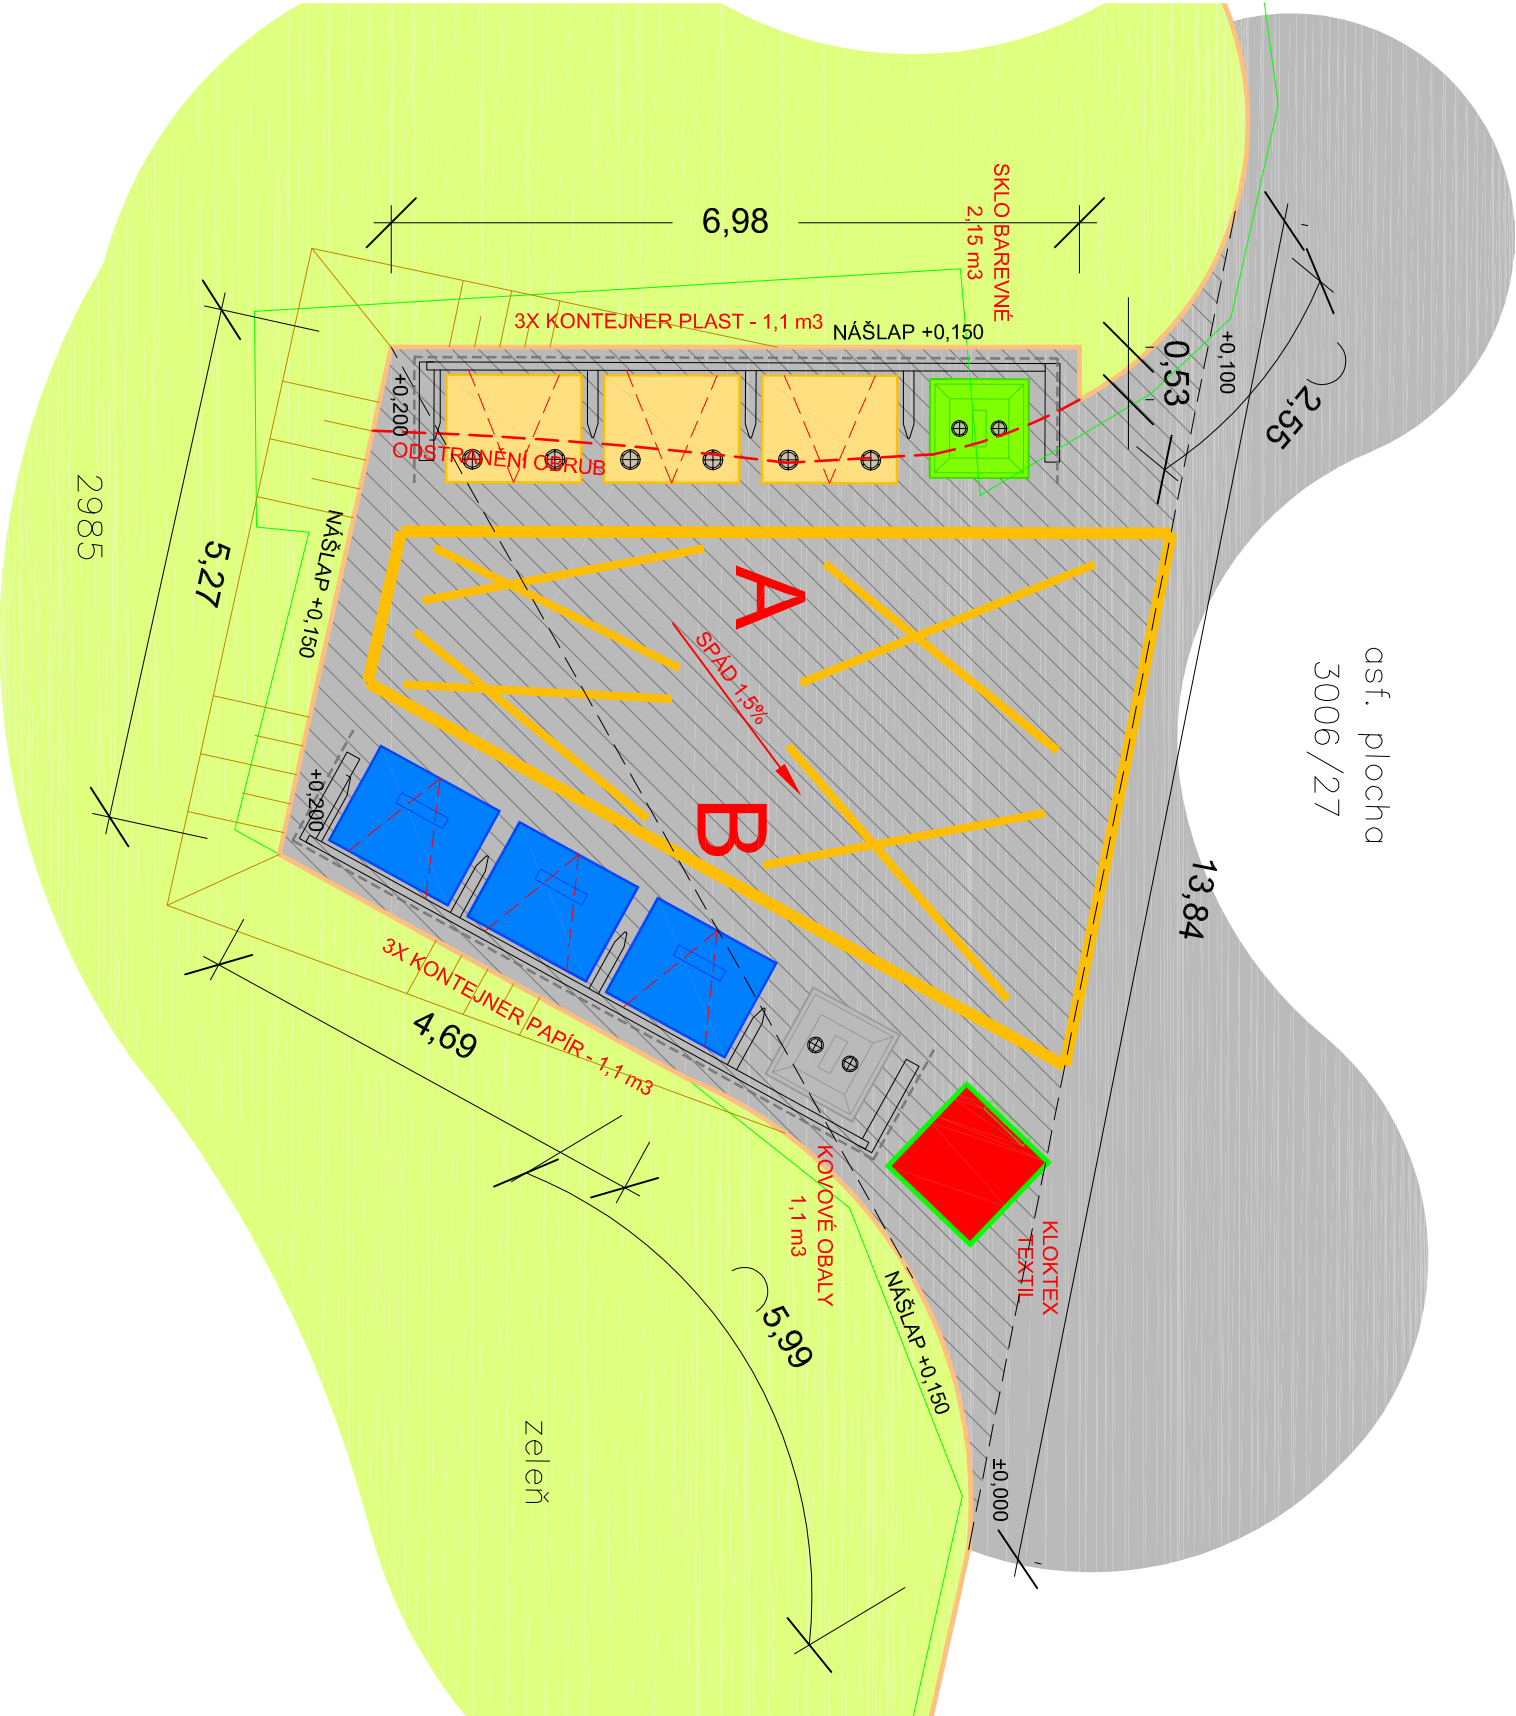 SKLO BAREVNÉ
2,15 m3
6,98
3X KONTEJNER PLAST - 1,1 m3
NÁŠLAP +0,150
0,53
+0,100
2,55
+0,200
ODSTRANĚNÍ OBRUB
2985
5,27
NÁŠLAP +0,150
A
SPÁD 1,5%
B
asf. plocha
3006/27
13,84
+0,200
3X KONTEJNER PAPÍR - 1,1 m3
4,69
KOVOVÉ OBALY
1,1 m3
KLOKTEX
TEXTIL
NÁŠLAP +0,150
5,99
zeleň
±0,000